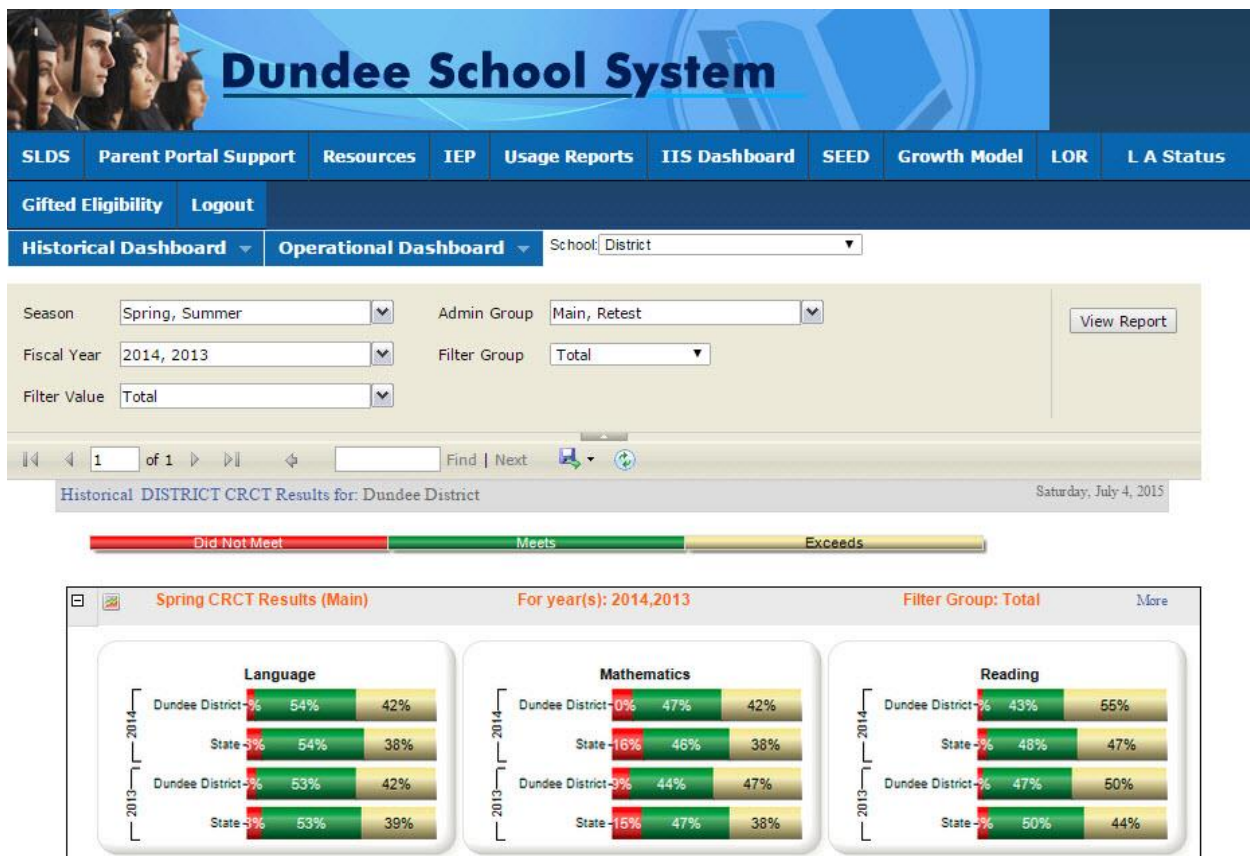 Dundee School System
SLDS Parent Portal Support Resources IEP Usage Reports IIS Dashboard SEED Growth Model LOR L A Status
Gifted Eligibility Logout
Historical Dashboard Operational Dashboard School: District
Season Spring, Summer Admin Group Main, Retest View Report
Fiscal Year 2014, 2013 Filter Group Total
Filter Value Total
1 of 1 Find | Next
Historical DISTRICT CRCT Results for: Dundee District Saturday, July 4, 2015
Did Not Meet Meets Exceeds
Spring CRCT Results (Main) For year(s): 2014,2013 Filter Group: Total More
Language Mathematics Reading
2014 Dundee District 54% 42% 2014 Dundee District 47% 42% 2014 Dundee District 43% 55%
State 54% 38% State 16% 46% 38% State 48% 47%
2013 Dundee District 53% 42% 2013 Dundee District 9% 44% 47% 2013 Dundee District 47% 50%
State 53% 39% State 15% 47% 38% State 50% 44%